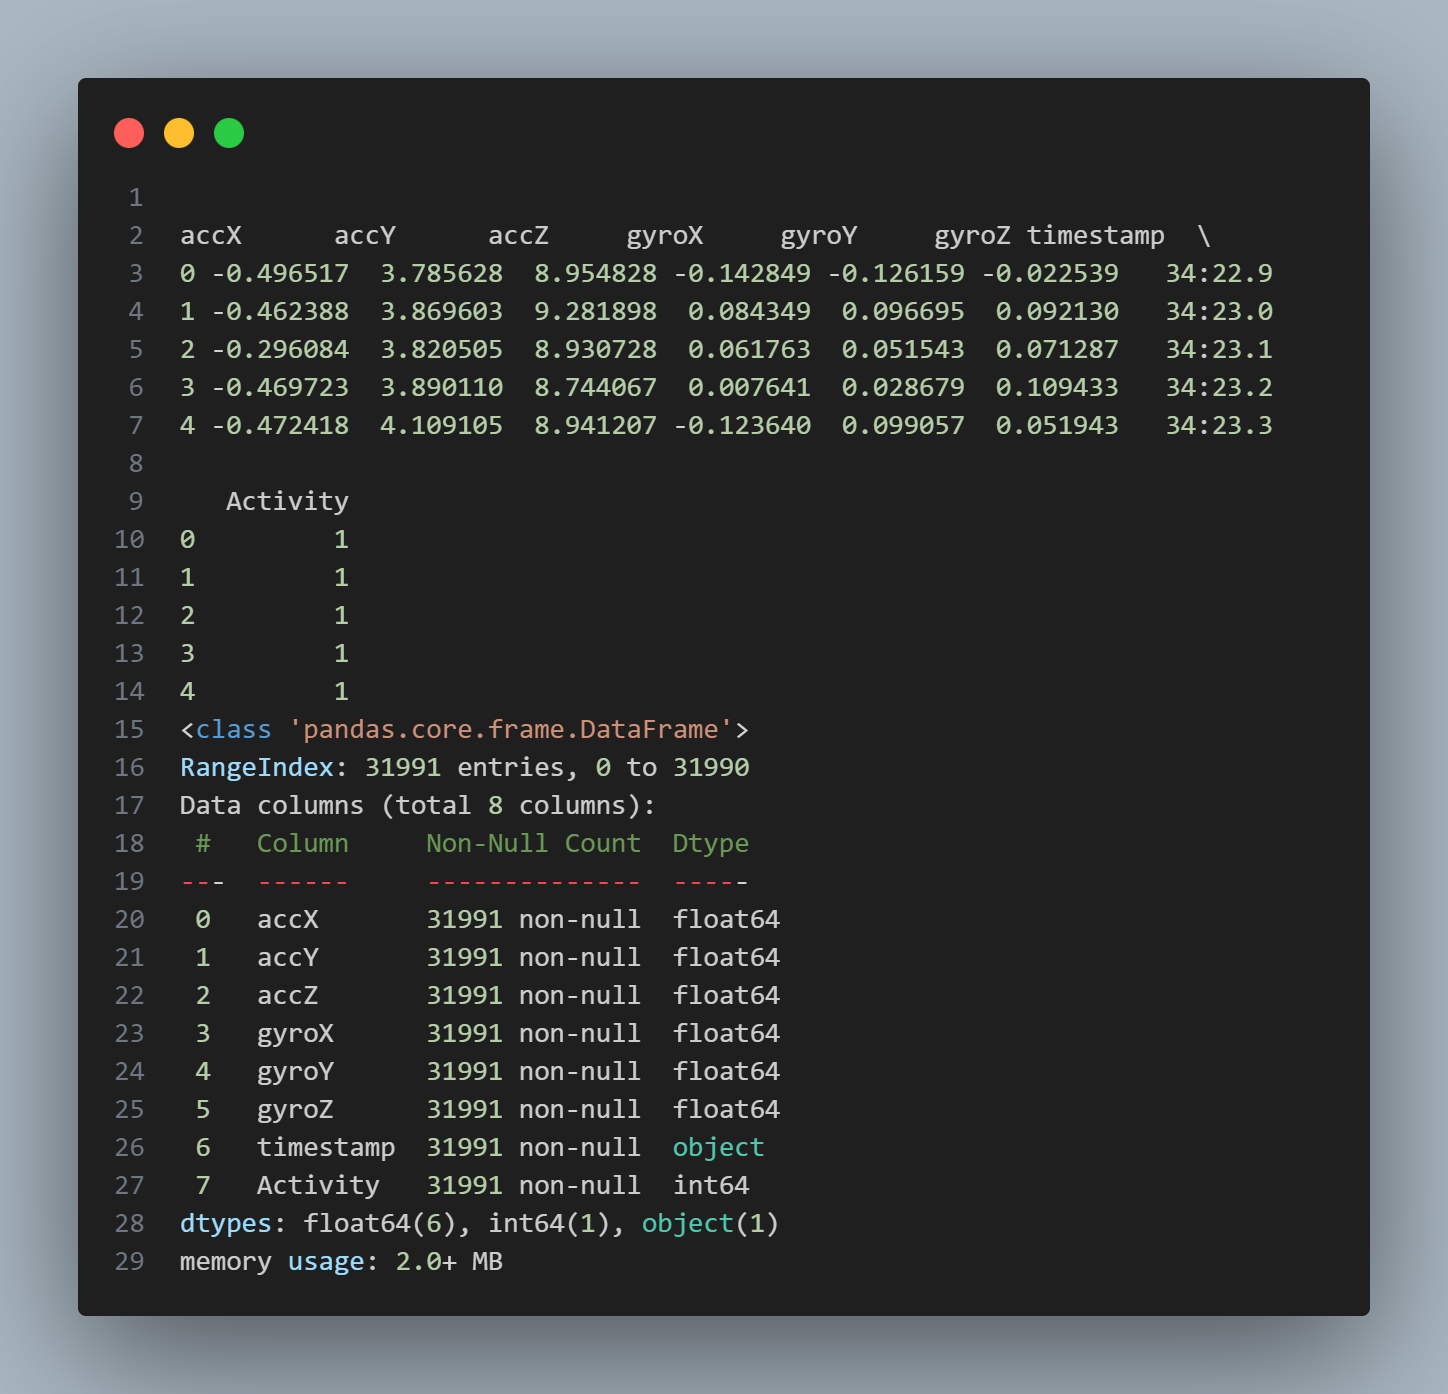 1
2 accX      accY      accZ     gyroX     gyroY     gyroZ timestamp  \
3 0 -0.496517  3.785628  8.954828 -0.142849 -0.126159 -0.022539   34:22.9
4 1 -0.462388  3.869603  9.281898  0.084349  0.096695  0.092130   34:23.0
5 2 -0.296084  3.820505  8.930728  0.061763  0.051543  0.071287   34:23.1
6 3 -0.469723  3.890110  8.744067  0.007641  0.028679  0.109433   34:23.2
7 4 -0.472418  4.109105  8.941207 -0.123640  0.099057  0.051943   34:23.3
8
9    Activity
10 0         1
11 1         1
12 2         1
13 3         1
14 4         1
15 <class 'pandas.core.frame.DataFrame'>
16 RangeIndex: 31991 entries, 0 to 31990
17 Data columns (total 8 columns):
18  #   Column     Non-Null Count  Dtype
19 ---  ------     --------------  -----
20  0   accX       31991 non-null  float64
21  1   accY       31991 non-null  float64
22  2   accZ       31991 non-null  float64
23  3   gyroX      31991 non-null  float64
24  4   gyroY      31991 non-null  float64
25  5   gyroZ      31991 non-null  float64
26  6   timestamp  31991 non-null  object
27  7   Activity   31991 non-null  int64
28 dtypes: float64(6), int64(1), object(1)
29 memory usage: 2.0+ MB